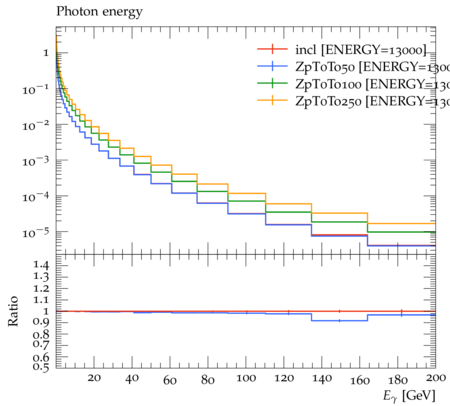 Photon energy
incl [ENERGY=13000]
ZpToTo50 [ENERGY=130
ZpToTo100 [ENERGY=130
ZpToTo250 [ENERGY=130
1
10⁻¹
10⁻²
10⁻³
10⁻⁴
10⁻⁵
1.4
1.3
1.2
1.1
1
0.9
0.8
0.7
0.6
0.5
Ratio
20 40 60 80 100 120 140 160 180 200
Eγ [GeV]